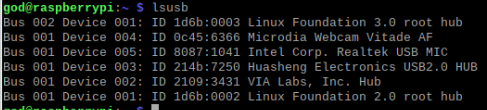 god@raspberrypi:~ $ lsusb
Bus 002 Device 001: ID 1d6b:0003 Linux Foundation 3.0 root hub
Bus 001 Device 004: ID 0c45:6366 Microdia Webcam Vitade AF
Bus 001 Device 005: ID 8087:1041 Intel Corp. Realtek USB MIC
Bus 001 Device 003: ID 214b:7250 Huasheng Electronics USB2.0 HUB
Bus 001 Device 002: ID 2109:3431 VIA Labs, Inc. Hub
Bus 001 Device 001: ID 1d6b:0002 Linux Foundation 2.0 root hub
god@raspberrypi:~ $